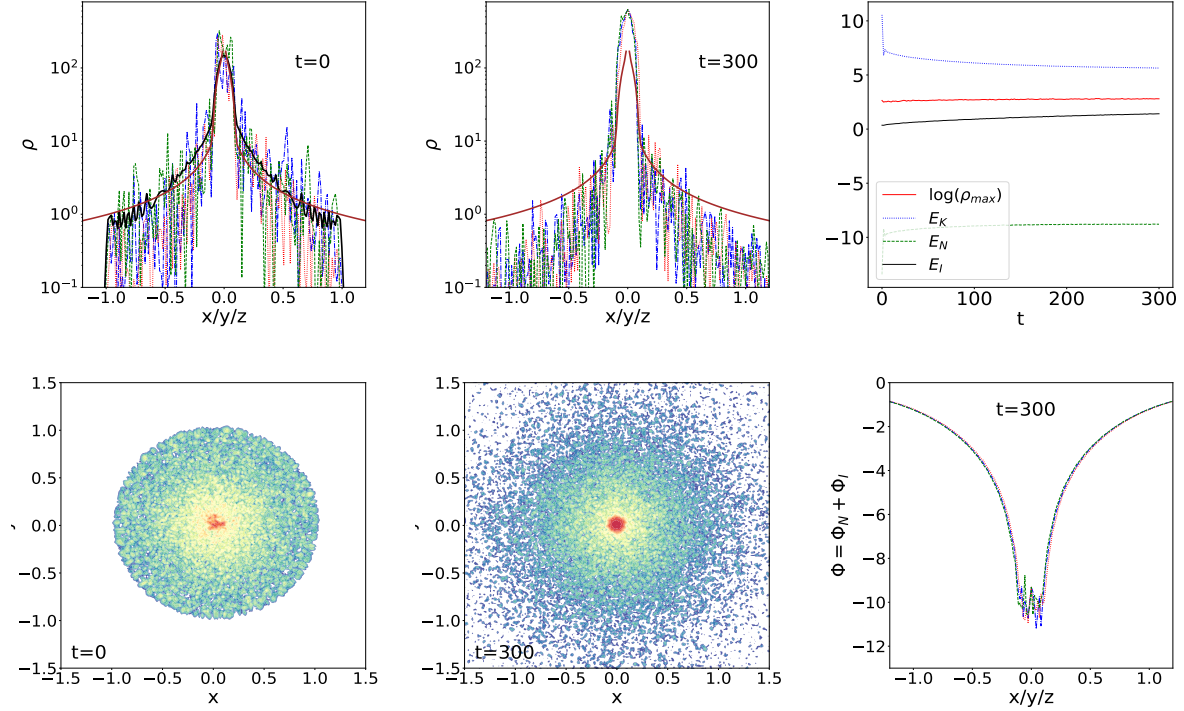 10²
10¹
10⁰
10⁻¹
ρ
t=0
−1.0 −0.5 0.0 0.5 1.0
x/y/z
10²
10¹
10⁰
10⁻¹
ρ
t=300
−1.0 −0.5 0.0 0.5 1.0
x/y/z
10
5
0
−5
−10
log(ρmax)
E_K
E_N
E_I
0 100 200 300
t
1.5
1.0
0.5
0.0
−0.5
−1.0
−1.5
t=0
−1.5 −1.0 −0.5 0.0 0.5 1.0 1.5
x
1.5
1.0
0.5
0.0
−0.5
−1.0
−1.5
t=300
−1.5 −1.0 −0.5 0.0 0.5 1.0 1.5
x
0
−2
−4
−6
−8
−10
−12
Φ = Φ_N + Φ_I
t=300
−1.0 −0.5 0.0 0.5 1.0
x/y/z